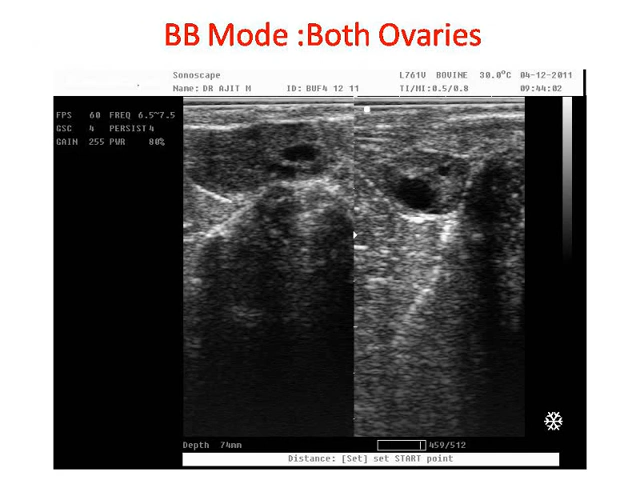 BB Mode :Both Ovaries
Sonoscape L761V BOVINE 30.0°C 04-12-2011
Name: DR AJIT M ID: BUF4 12 11 TI/MI:0.5/0.8 09:44:02
FPS 60 FREQ 6.5~7.5
GSC 4 PERSIST 4
GAIN 255 PWR 80%
Depth 74mm 459/512
Distance: [Set] set START point